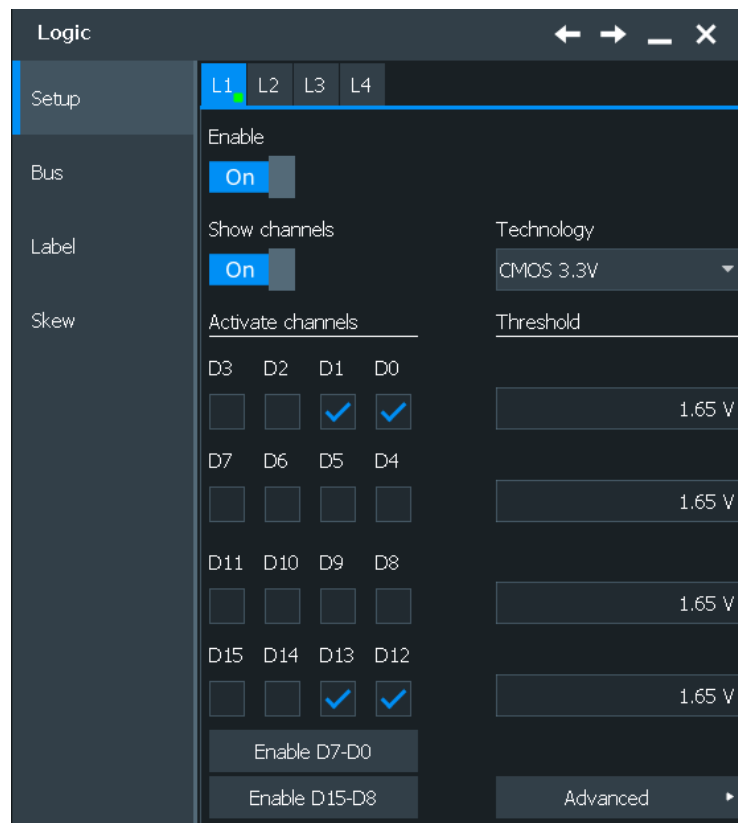 Logic
Setup
Bus
Label
Skew
L1 L2 L3 L4
Enable
On
Show channels Technology
On CMOS 3.3V
Activate channels Threshold
D3 D2 D1 D0
1.65 V
D7 D6 D5 D4
1.65 V
D11 D10 D9 D8
1.65 V
D15 D14 D13 D12
1.65 V
Enable D7-D0
Enable D15-D8 Advanced